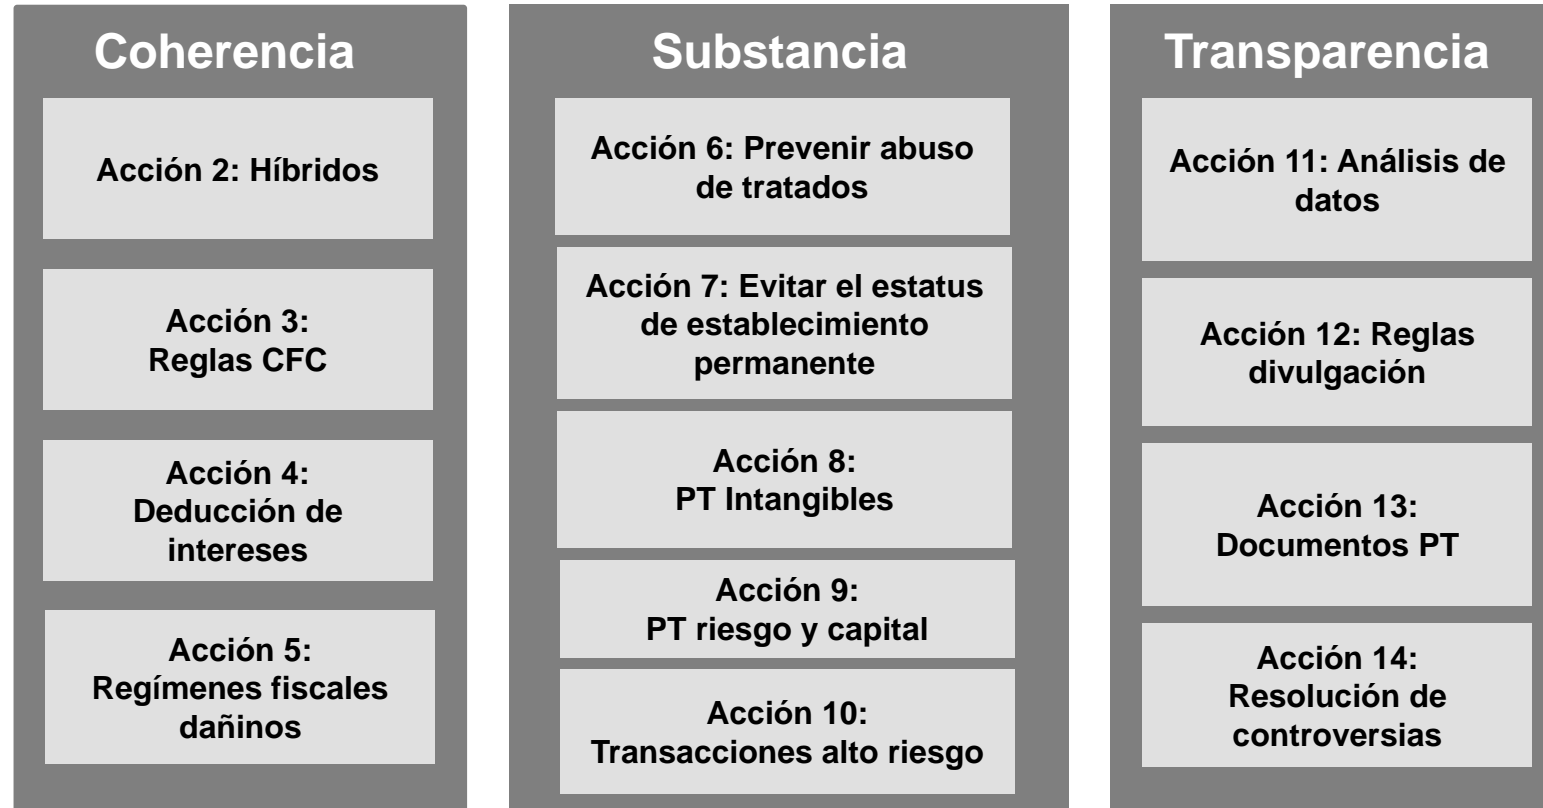 Coherencia
Acción 2: Híbridos
Acción 3:
Reglas CFC
Acción 4:
Deducción de
intereses
Acción 5:
Regímenes fiscales
dañinos
Substancia
Acción 6: Prevenir abuso
de tratados
Acción 7: Evitar el estatus
de establecimiento
permanente
Acción 8:
PT Intangibles
Acción 9:
PT riesgo y capital
Acción 10:
Transacciones alto riesgo
Transparencia
Acción 11: Análisis de
datos
Acción 12: Reglas
divulgación
Acción 13:
Documentos PT
Acción 14:
Resolución de
controversias